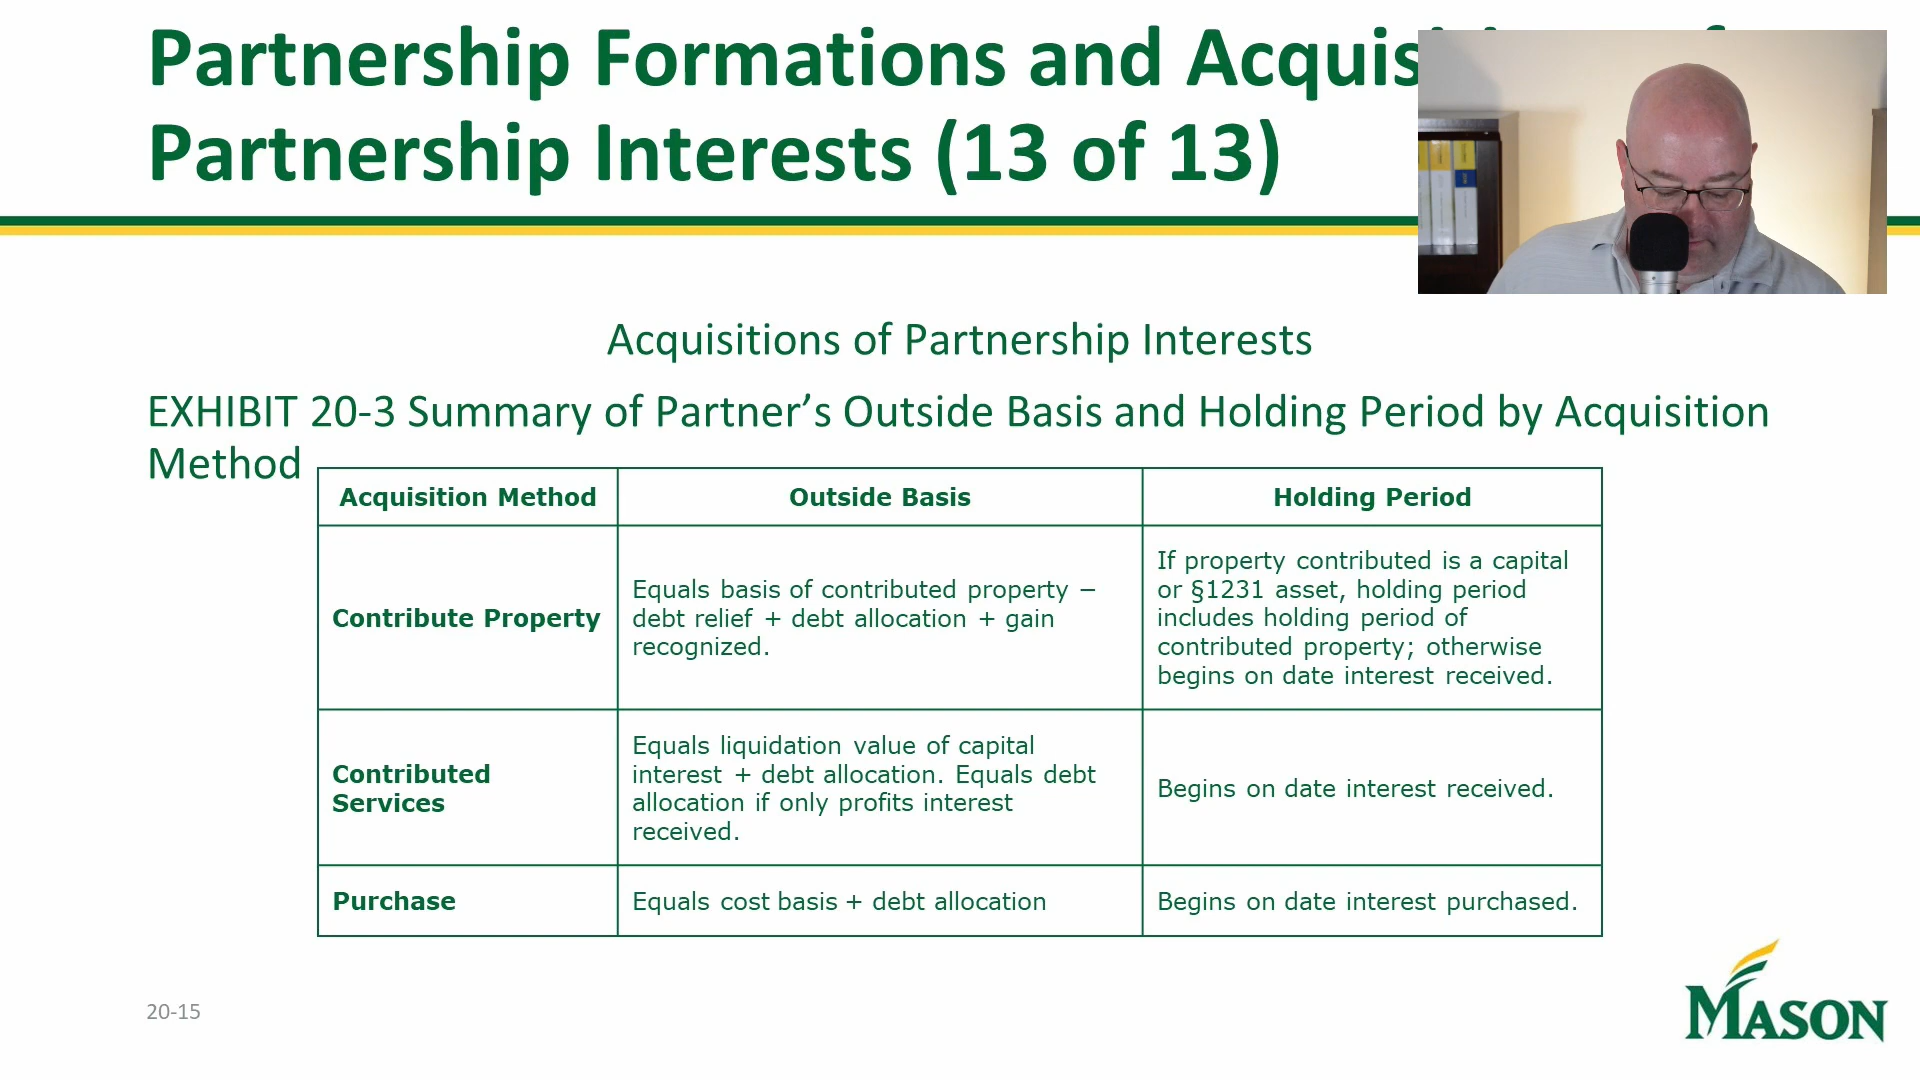 Partnership Formations and Acquis
Partnership Interests (13 of 13)
Acquisitions of Partnership Interests
EXHIBIT 20-3 Summary of Partner’s Outside Basis and Holding Period by Acquisition
Method
Acquisition Method
Outside Basis
Holding Period
Contribute Property
Equals basis of contributed property −
debt relief + debt allocation + gain
recognized.
If property contributed is a capital
or §1231 asset, holding period
includes holding period of
contributed property; otherwise
begins on date interest received.
Contributed
Services
Equals liquidation value of capital
interest + debt allocation. Equals debt
allocation if only profits interest
received.
Begins on date interest received.
Purchase
Equals cost basis + debt allocation
Begins on date interest purchased.
20-15
MASON